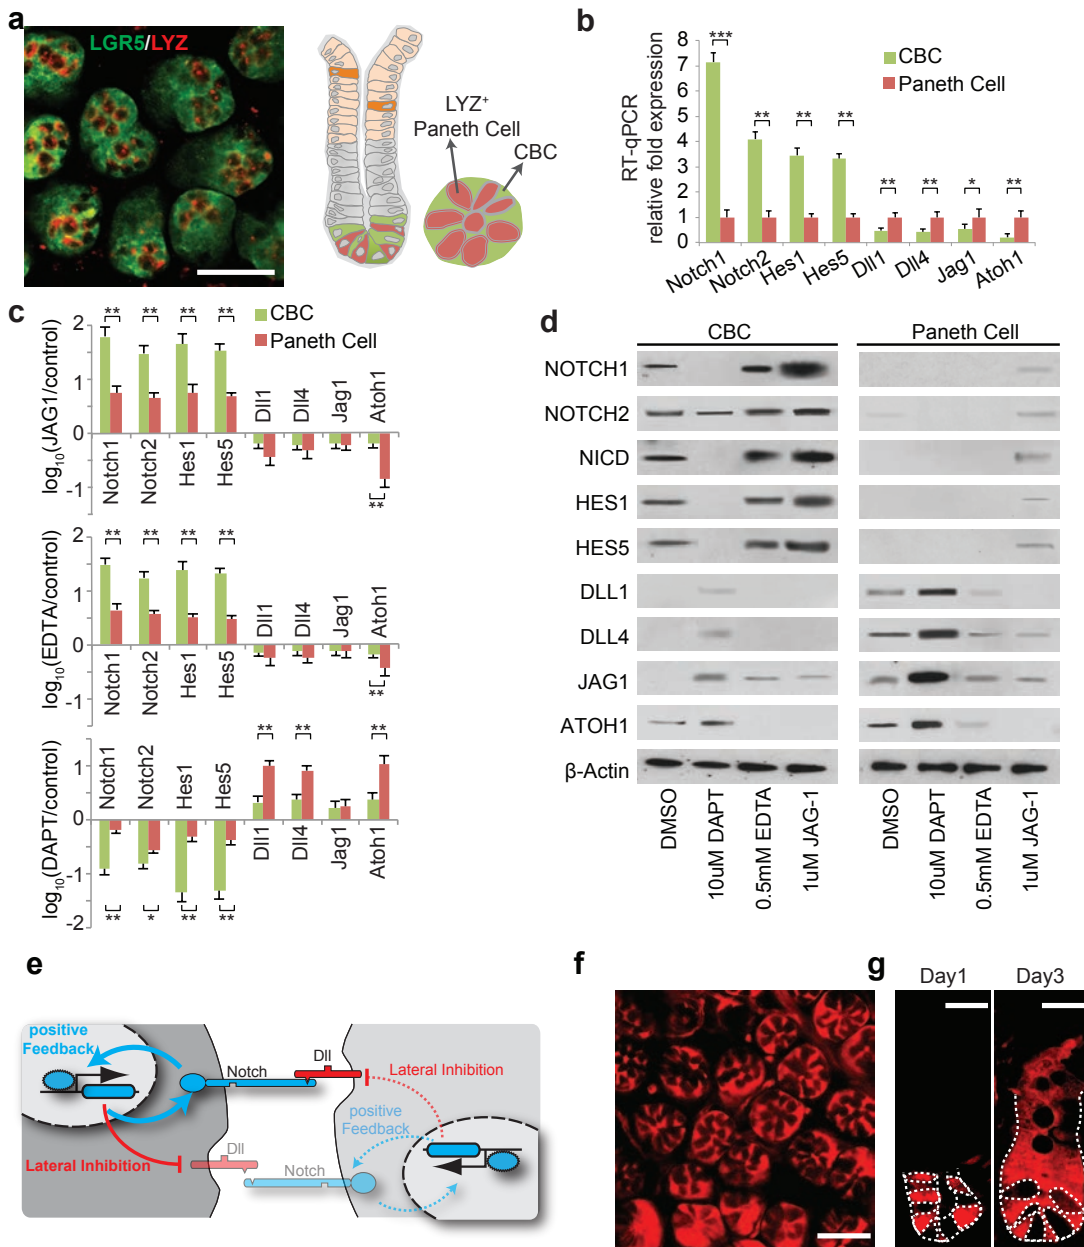 a
LGR5/LYZ
LYZ+
Paneth Cell
CBC
b
RT-qPCR
relative fold expression
8
7
6
5
4
3
2
1
0
***
**
**
**
**
**
*
**
CBC
Paneth Cell
Notch1
Notch2
Hes1
Hes5
Dll1
Dll4
Jag1
Atoh1
c
CBC
Paneth Cell
log10(JAG1/control)
2
1
0
-1
**
**
**
**
Notch1
Notch2
Hes1
Hes5
Dll1
Dll4
Jag1
Atoh1
**
log10(EDTA/control)
2
1
0
-1
**
**
**
**
Notch1
Notch2
Hes1
Hes5
Dll1
Dll4
Jag1
Atoh1
**
log10(DAPT/control)
2
1
0
-1
-2
Notch1
Notch2
Hes1
Hes5
**
**
**
Dll1
Dll4
Jag1
Atoh1
**
*
**
**
d
CBC
Paneth Cell
NOTCH1
NOTCH2
NICD
HES1
HES5
DLL1
DLL4
JAG1
ATOH1
β-Actin
DMSO
10uM DAPT
0.5mM EDTA
1uM JAG-1
DMSO
10uM DAPT
0.5mM EDTA
1uM JAG-1
e
positive
Feedback
Notch
Dll
Lateral Inhibition
positive
Feedback
Lateral Inhibition
Dll
Notch
f
g
Day1
Day3